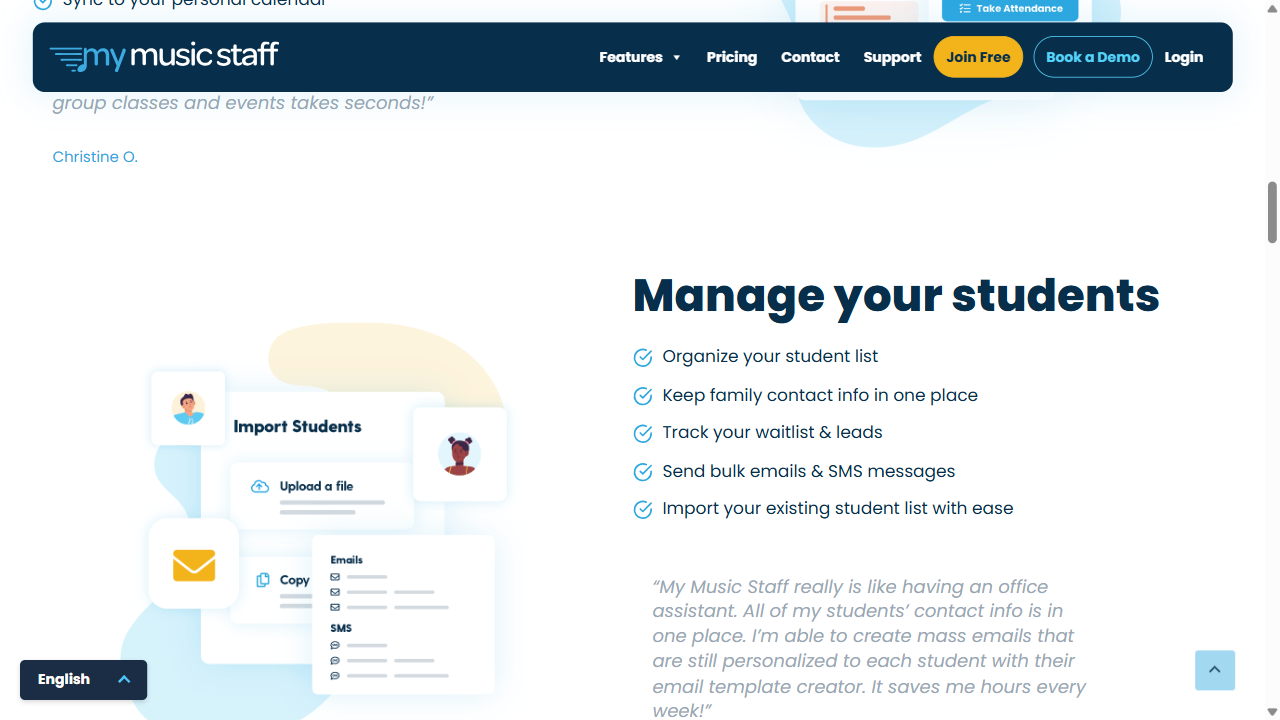 Sync to your personal calendar
Take Attendance
my music staff
Features
Pricing
Contact
Support
Join Free
Book a Demo
Login
group classes and events takes seconds!”
Christine O.
Manage your students
Organize your student list
Keep family contact info in one place
Track your waitlist & leads
Send bulk emails & SMS messages
Import your existing student list with ease
Import Students
Upload a file
Copy
Emails
SMS
“My Music Staff really is like having an office
assistant. All of my students’ contact info is in
one place. I’m able to create mass emails that
are still personalized to each student with their
email template creator. It saves me hours every
week!”
English